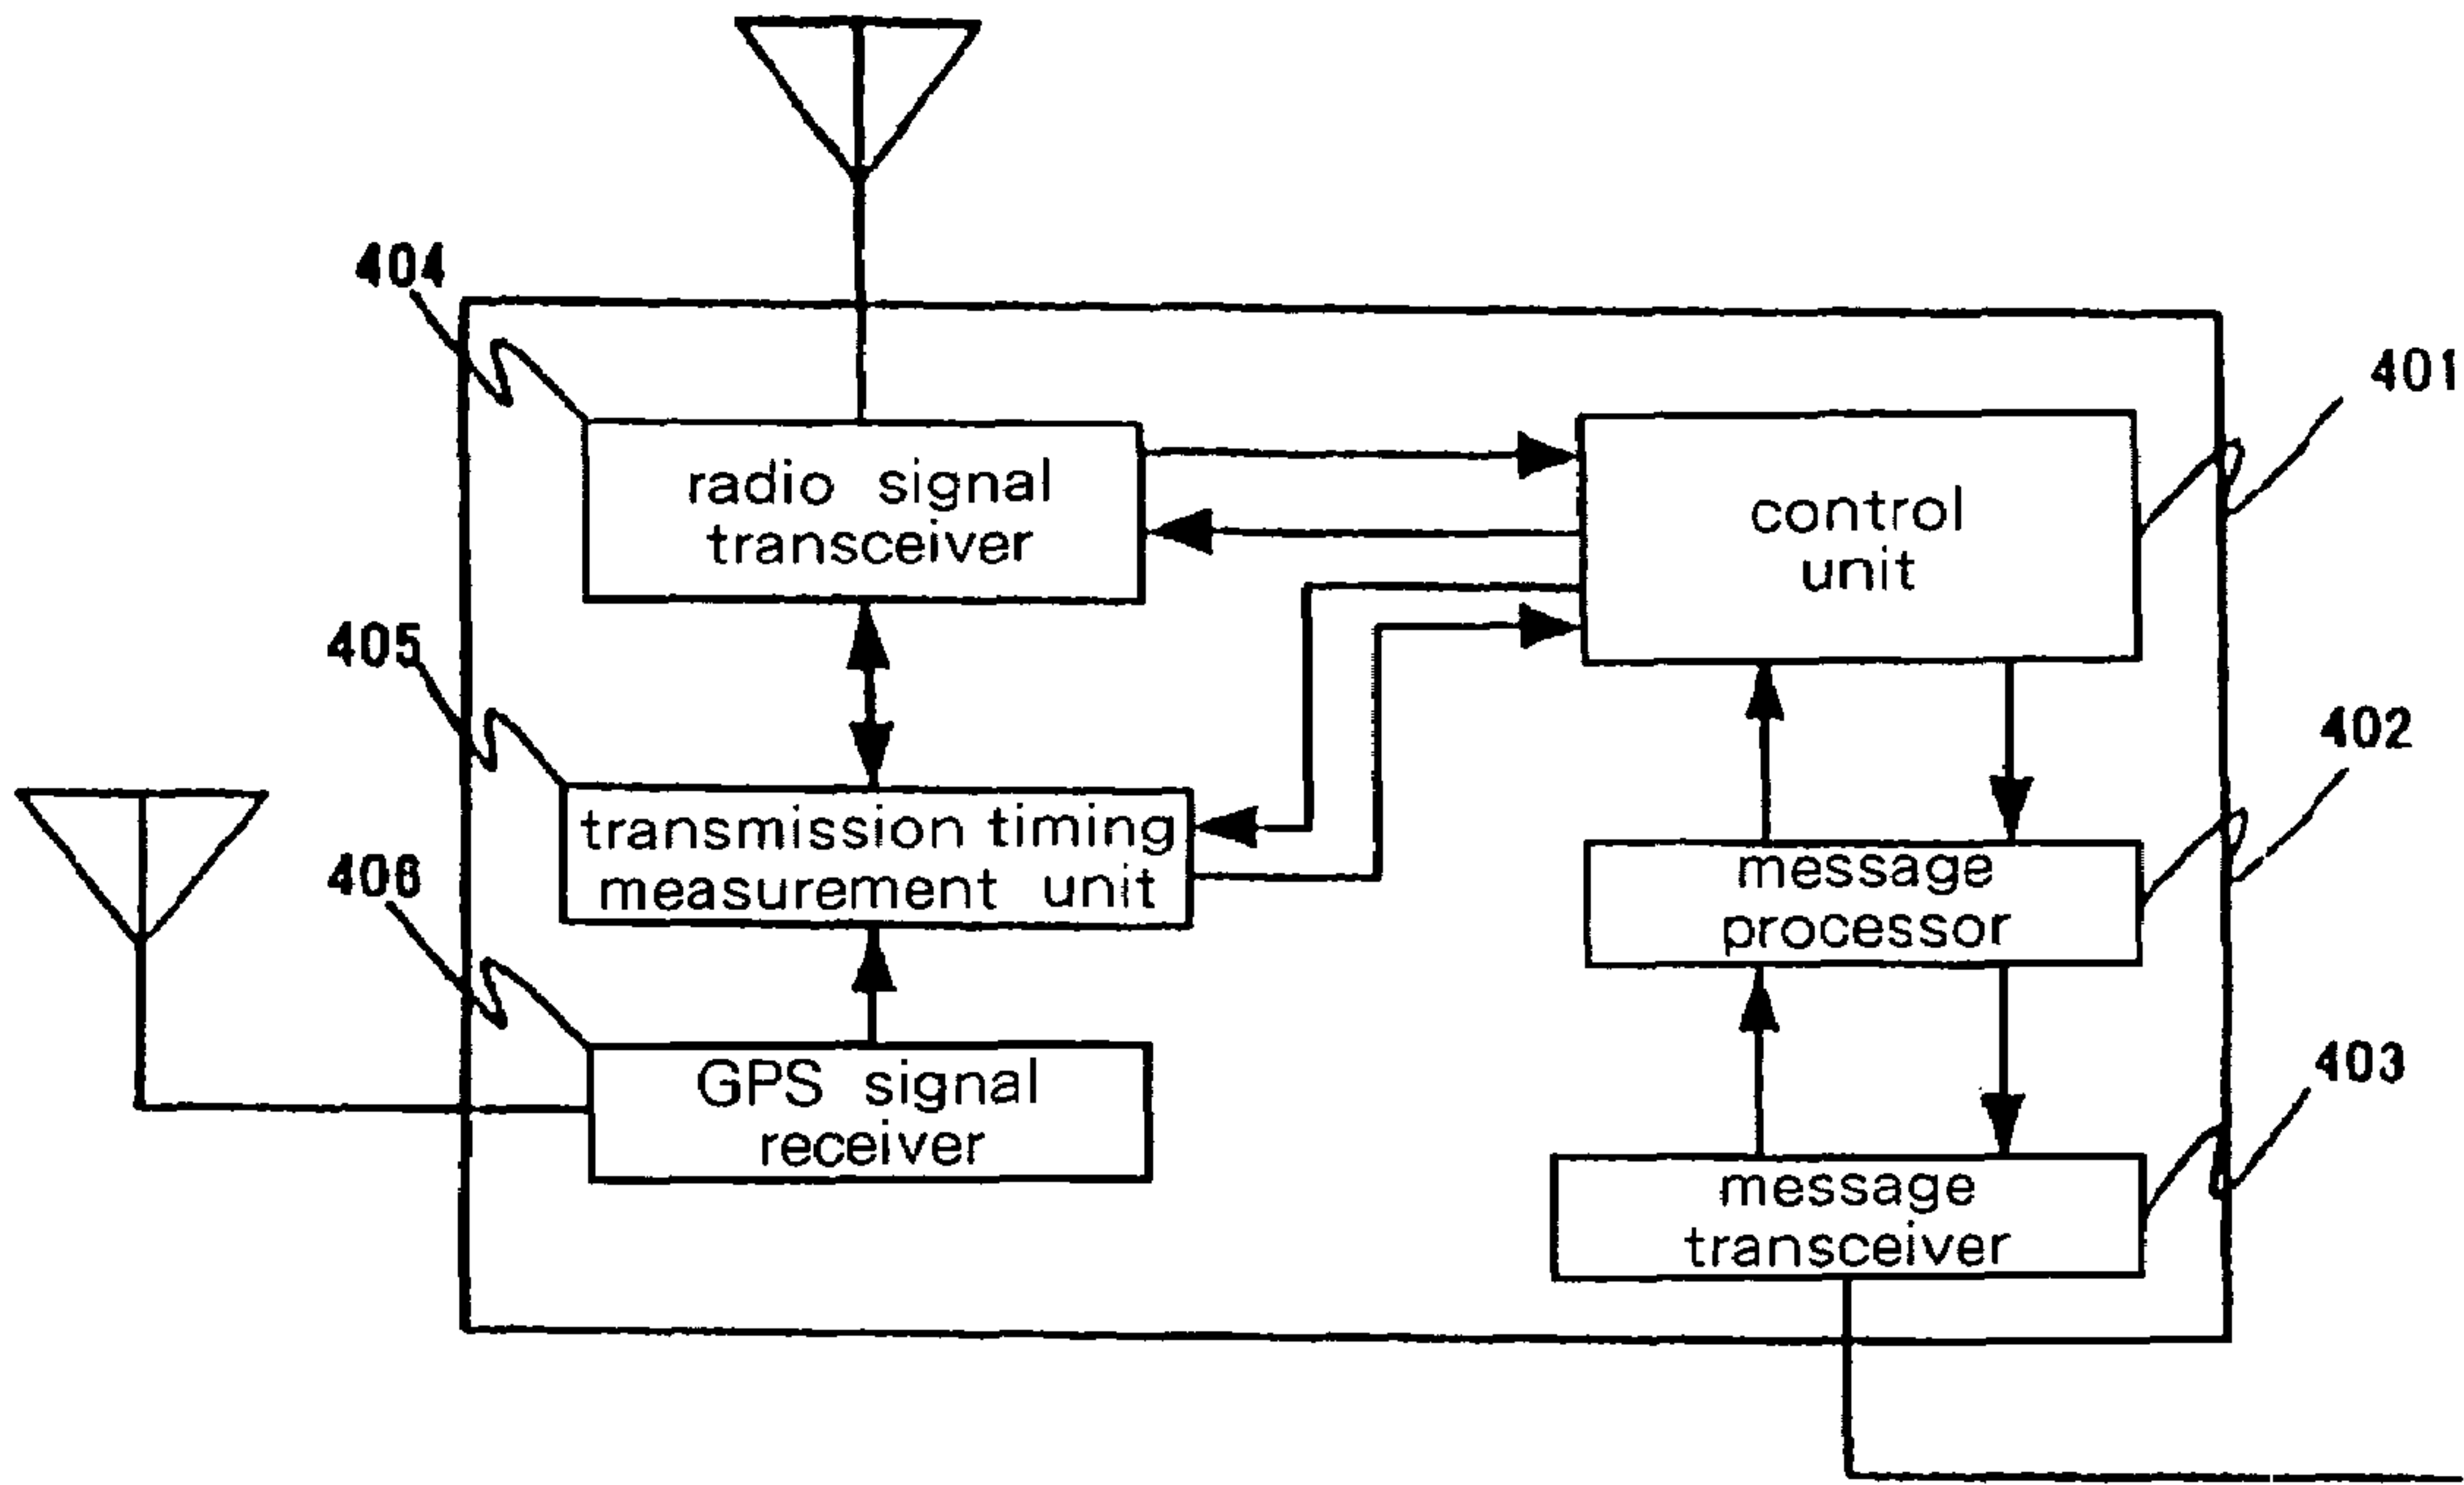 404
401
radio signal
transceiver
control
unit
405
402
transmission timing
measurement unit
message
processor
406
403
GPS signal
receiver
message
transceiver